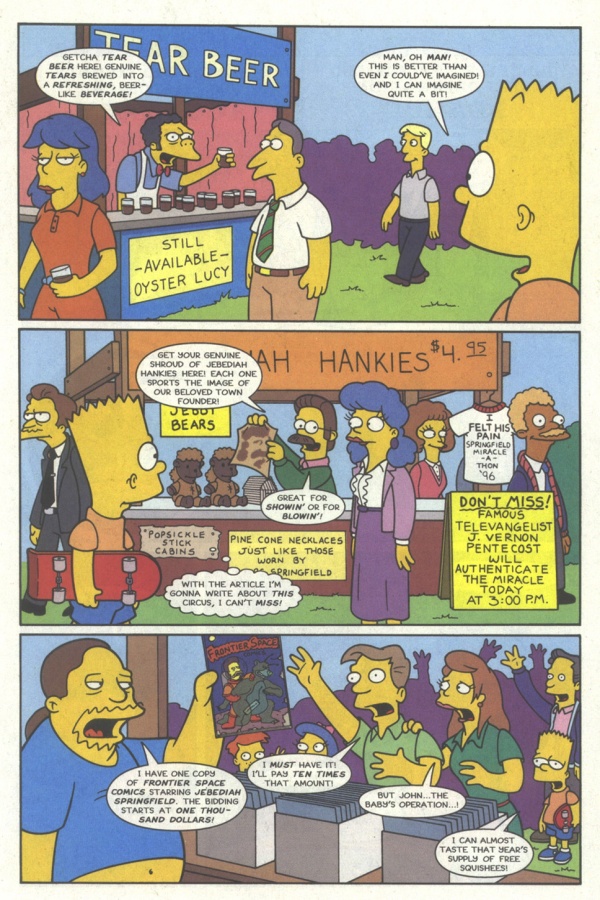 TEAR BEER
GETCHA TEAR
BEER HERE! GENUINE
TEARS BREWED INTO
A REFRESHING, BEER-
LIKE BEVERAGE!
MAN, OH MAN!
THIS IS BETTER THAN
EVEN I COULD'VE IMAGINED!
AND I CAN IMAGINE
QUITE A BIT!
STILL
-AVAILABLE-
OYSTER LUCY
IAH HANKIES $4.95
GET YOUR GENUINE
SHROUD OF JEBEDIAH
HANKIES HERE! EACH ONE
SPORTS THE IMAGE OF
OUR BELOVED TOWN
FOUNDER!
JEBBY
BEARS
I
FELT HIS
PAIN
SPRINGFIELD
MIRACLE
-A-
THON
'96
GREAT FOR
SHOWIN' OR FOR
BLOWIN'!
DON'T MISS!
FAMOUS
TELEVANGELIST
J. VERNON
PENTECOST
WILL
AUTHENTICATE
THE MIRACLE
TODAY
AT 3:00 P.M.
POPSICKLE
STICK
CABINS
PINE CONE NECKLACES
JUST LIKE THOSE
WORN BY
SPRINGFIELD
WITH THE ARTICLE I'M
GONNA WRITE ABOUT THIS
CIRCUS, I CAN'T MISS!
FRONTIER SPACE
I HAVE ONE COPY
OF FRONTIER SPACE
COMICS STARRING JEBEDIAH
SPRINGFIELD. THE BIDDING
STARTS AT ONE THOU-
SAND DOLLARS!
I MUST HAVE IT!
I'LL PAY TEN TIMES
THAT AMOUNT!
BUT JOHN...THE
BABY'S OPERATION...!
I CAN ALMOST
TASTE THAT YEAR'S
SUPPLY OF FREE
SQUISHEES!
6